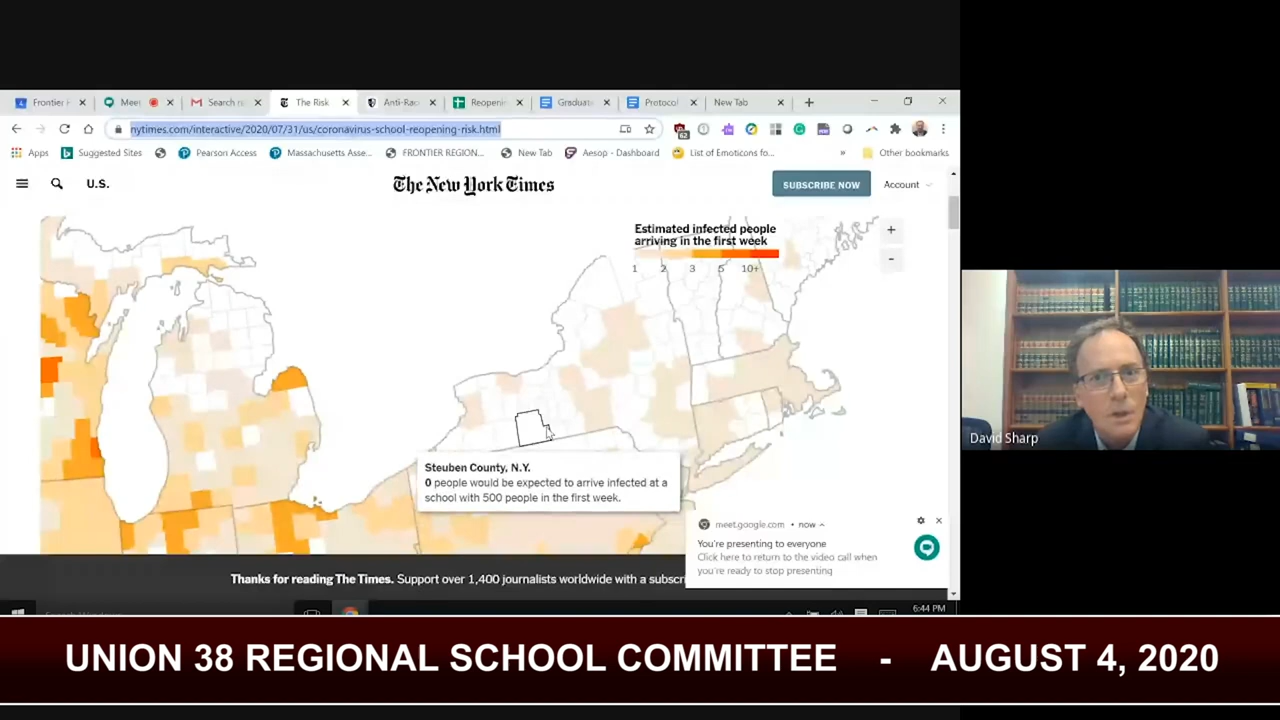 Frontier
Mee
Search r
The Risk
Anti-Rac
Reopeni
Graduate
Protocol
New Tab
nytimes.com/interactive/2020/07/31/us/coronavirus-school-reopening-risk.html
62
Apps
Suggested Sites
Pearson Access
Massachusetts Asse...
FRONTIER REGION...
New Tab
Aesop - Dashboard
List of Emoticons fo...
»
Other bookmarks
U.S.
The New York Times
SUBSCRIBE NOW
Account
Estimated infected people
arriving in the first week
1 2 3 5 10+
+
-
Steuben County, N.Y.
0 people would be expected to arrive infected at a
school with 500 people in the first week.
David Sharp
meet.google.com • now
You're presenting to everyone
Click here to return to the video call when
you're ready to stop presenting
Thanks for reading The Times. Support over 1,400 journalists worldwide with a subscr
6:44 PM
UNION 38 REGIONAL SCHOOL COMMITTEE - AUGUST 4, 2020